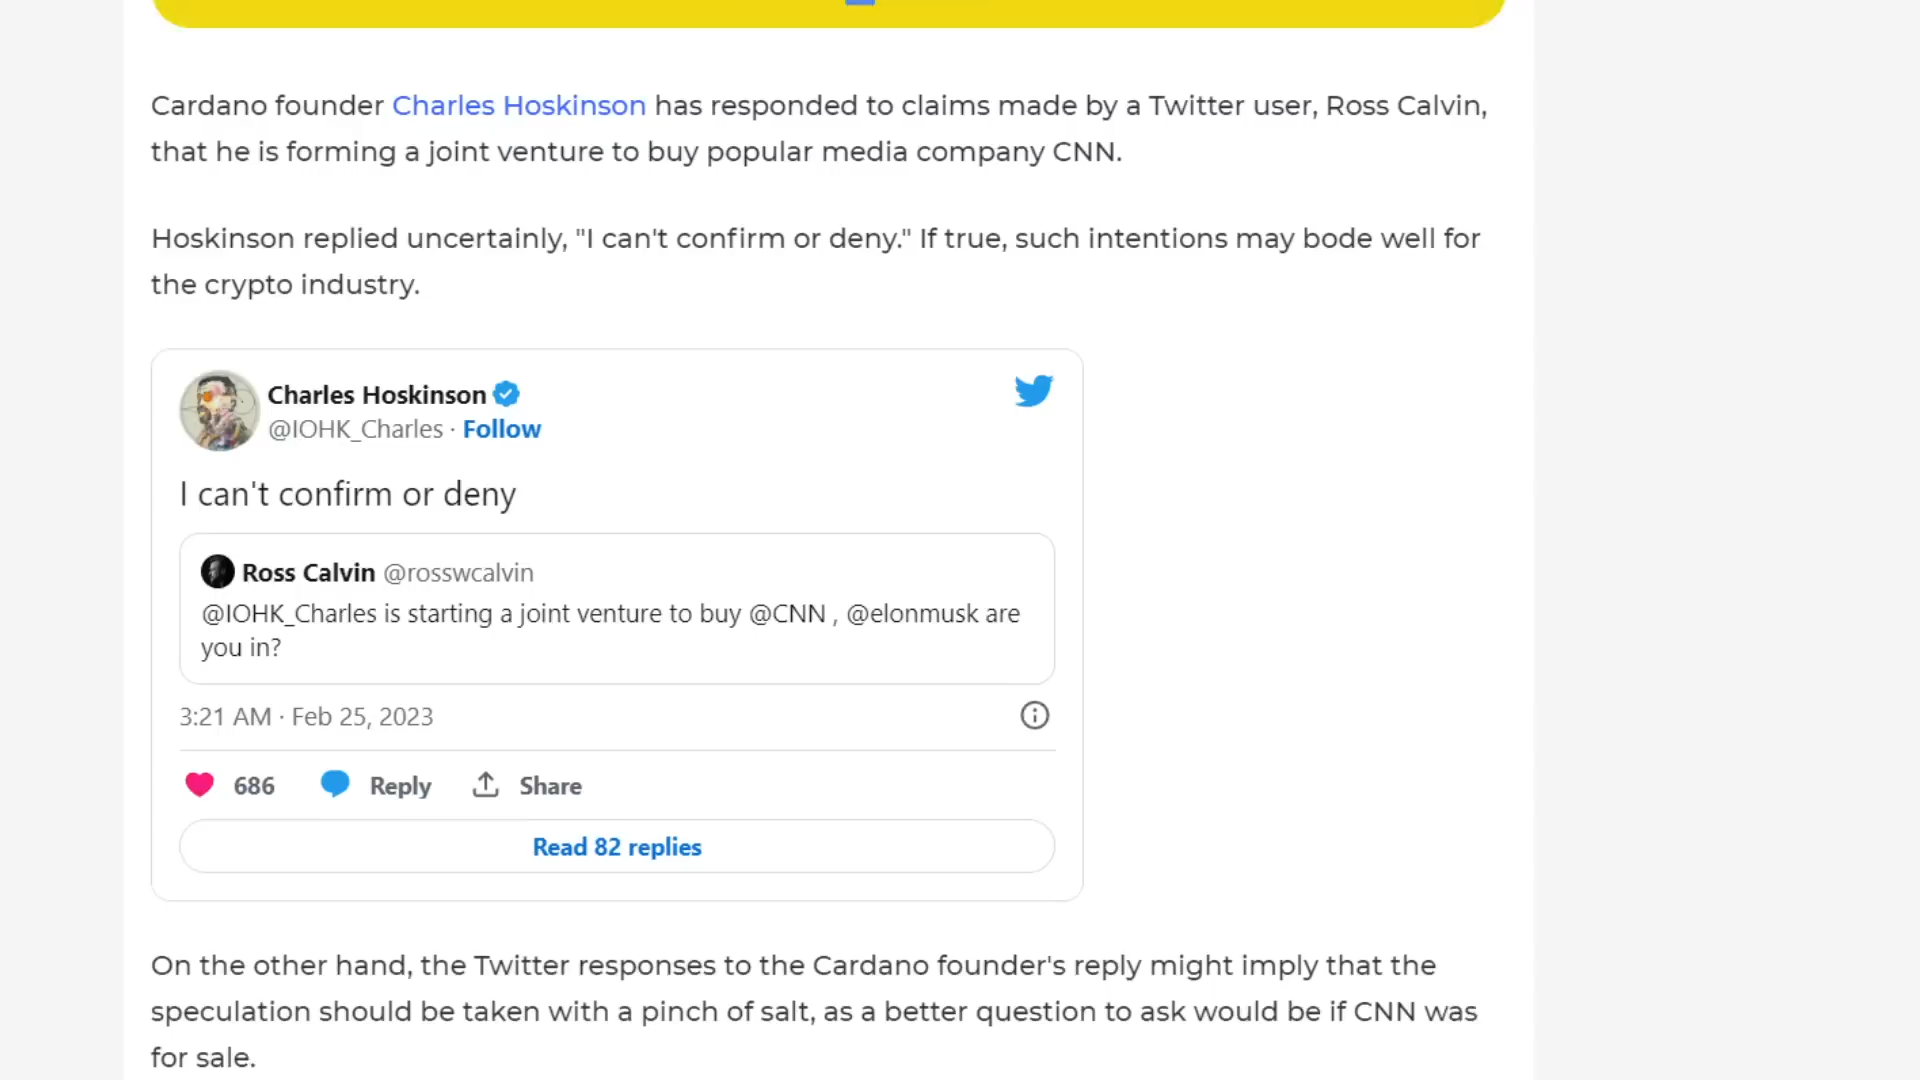 Cardano founder Charles Hoskinson has responded to claims made by a Twitter user, Ross Calvin,
that he is forming a joint venture to buy popular media company CNN.
Hoskinson replied uncertainly, "I can't confirm or deny." If true, such intentions may bode well for
the crypto industry.
Charles Hoskinson
@IOHK_Charles · Follow
I can't confirm or deny
Ross Calvin @rosswcalvin
@IOHK_Charles is starting a joint venture to buy @CNN , @elonmusk are
you in?
3:21 AM · Feb 25, 2023
686 Reply Share
Read 82 replies
On the other hand, the Twitter responses to the Cardano founder's reply might imply that the
speculation should be taken with a pinch of salt, as a better question to ask would be if CNN was
for sale.